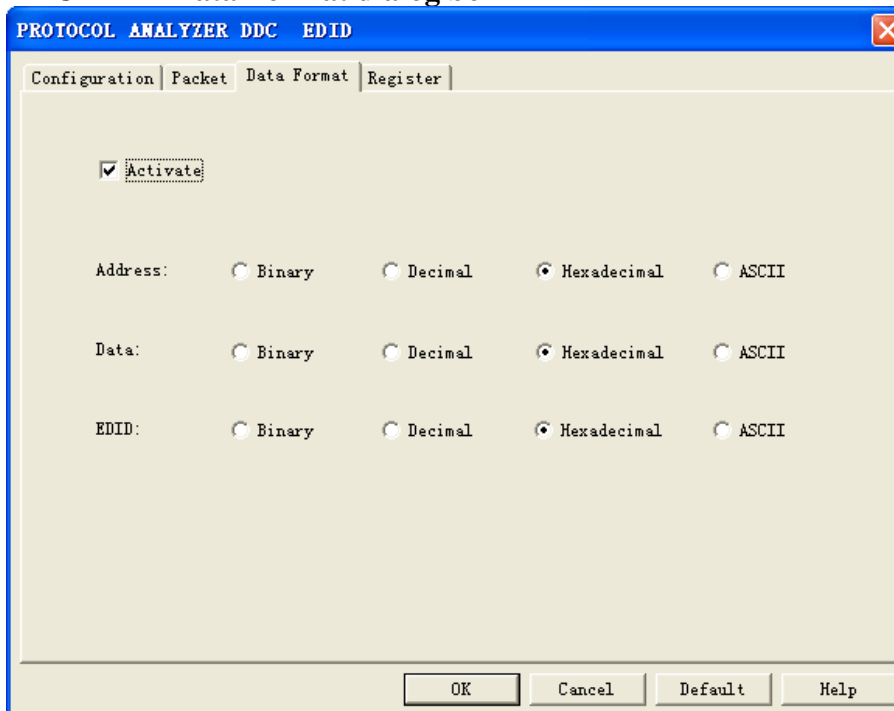 PROTOCOL ANALYZER DDC EDID
Configuration Packet Data Format Register
Activate
Address: Binary Decimal Hexadecimal ASCII
Data: Binary Decimal Hexadecimal ASCII
EDID: Binary Decimal Hexadecimal ASCII
OK Cancel Default Help